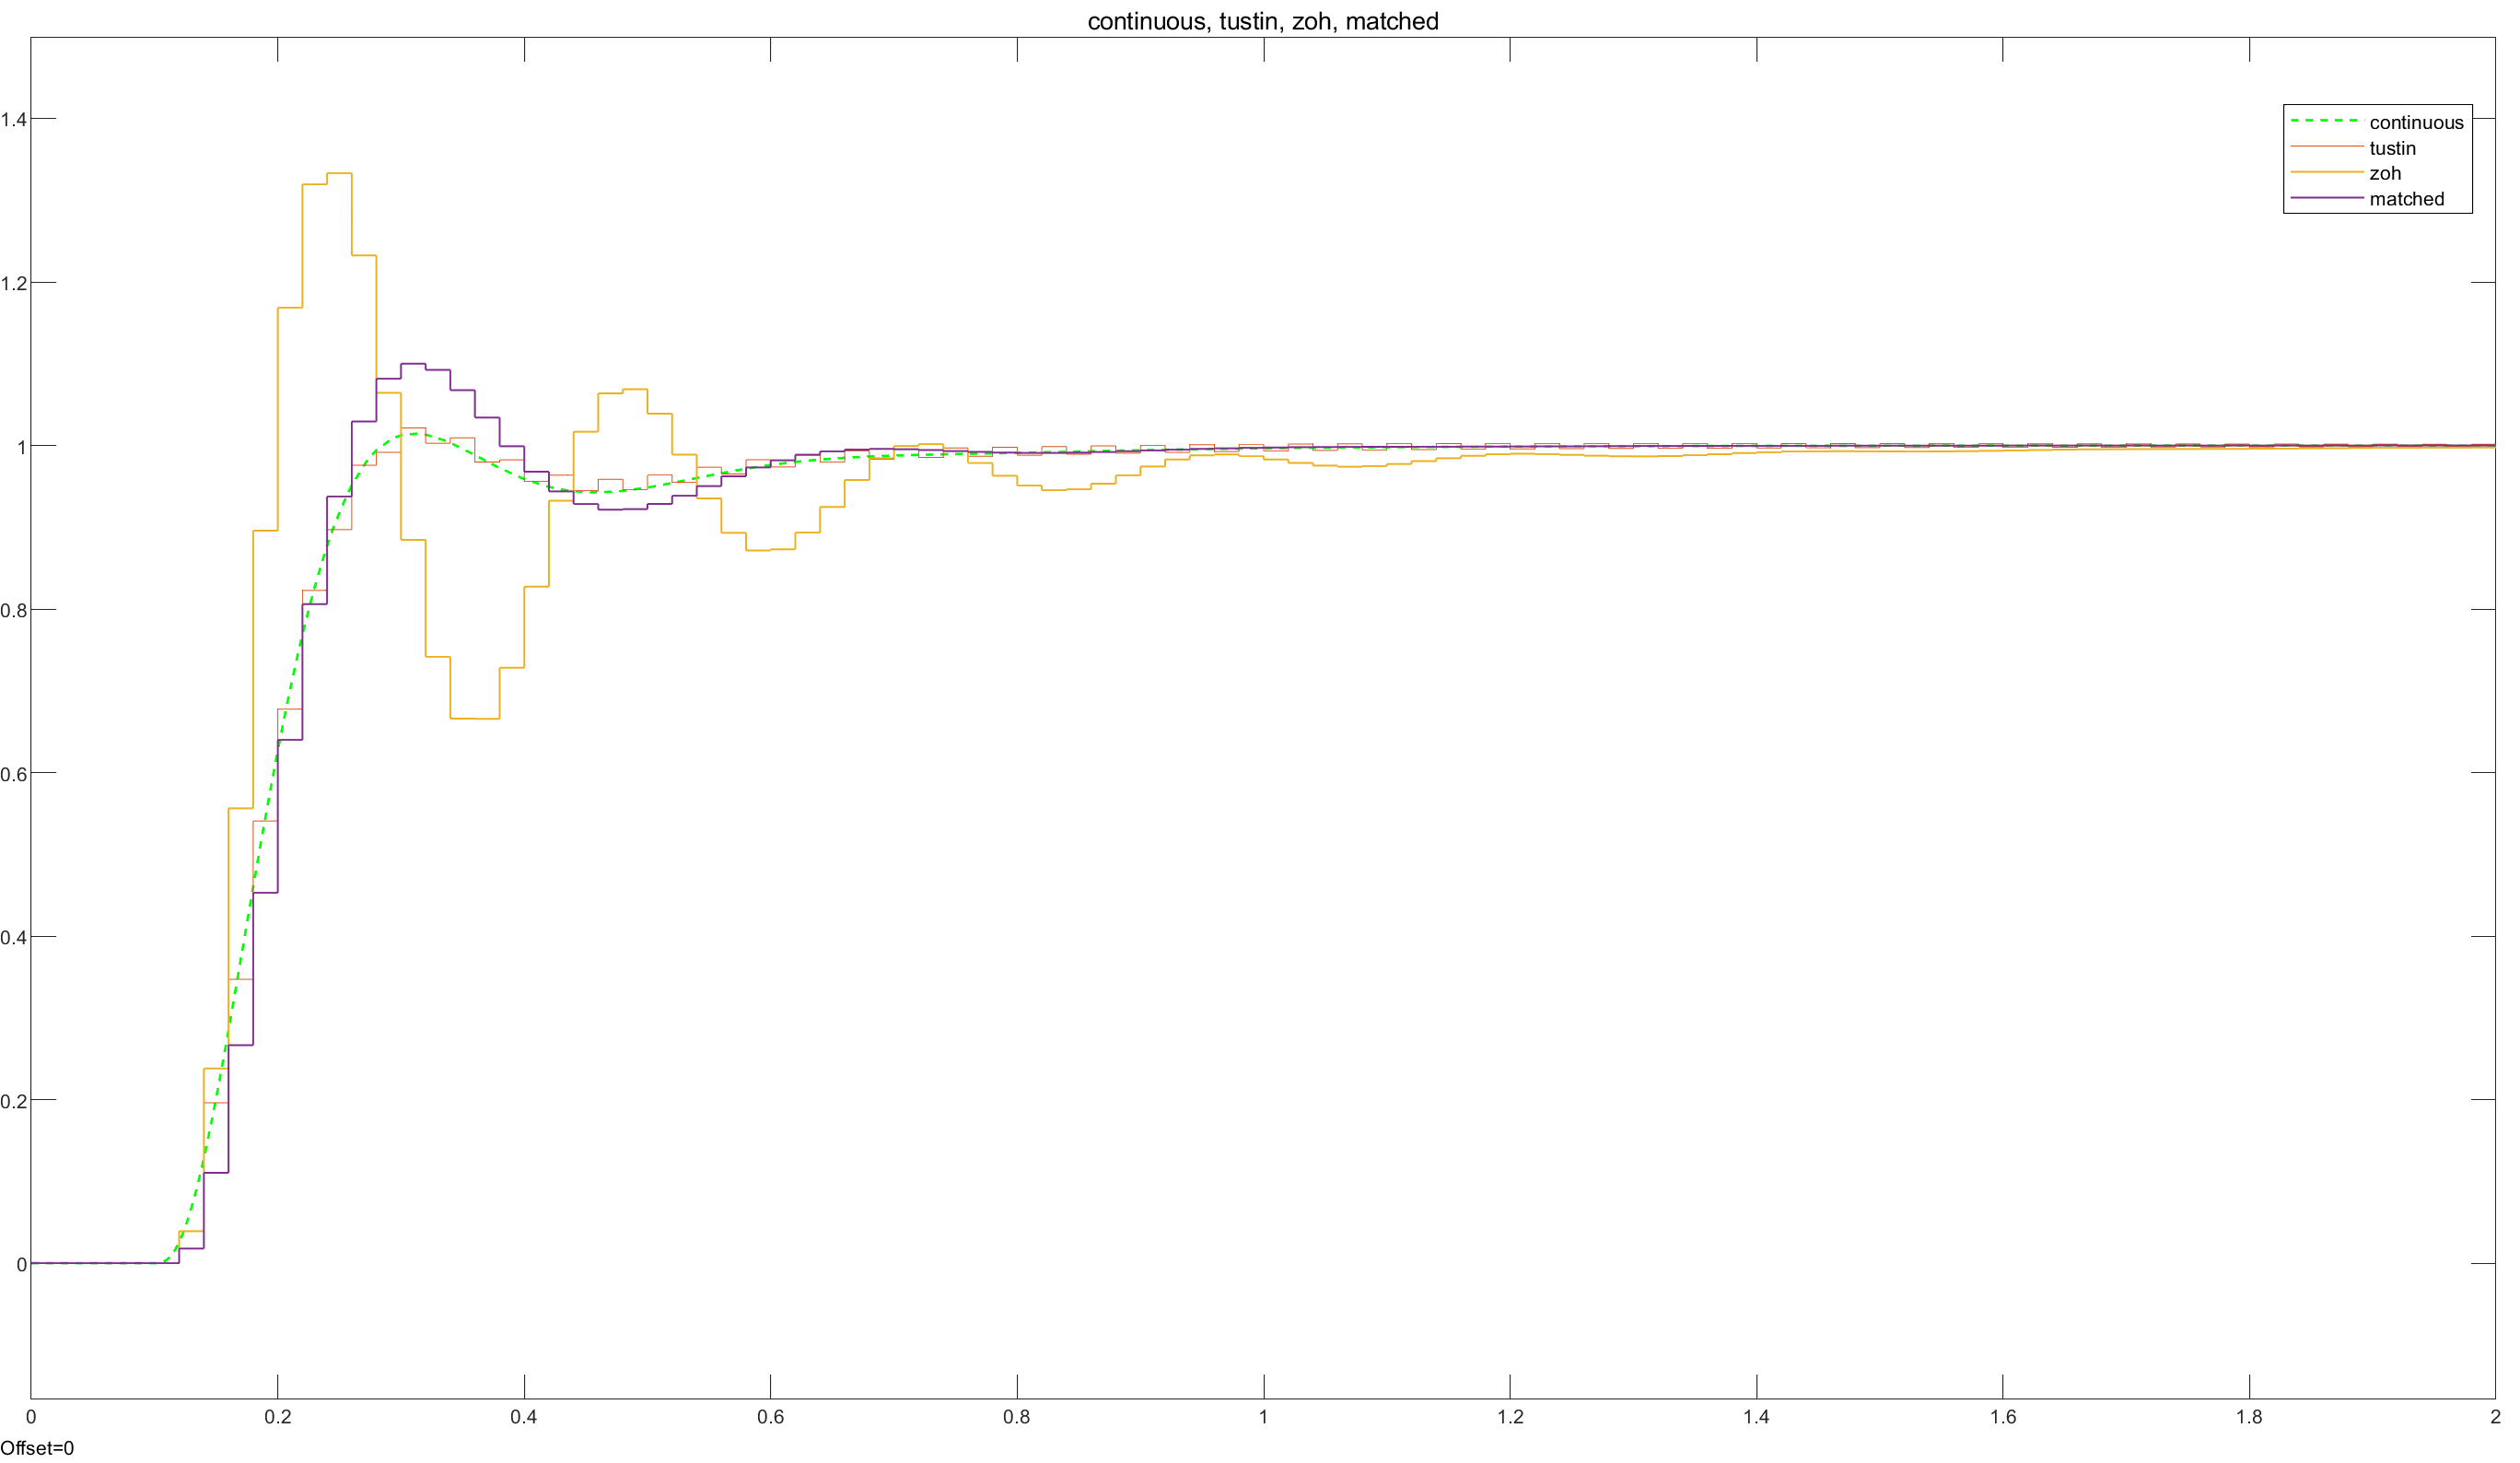 continuous, tustin, zoh, matched
1.4
1.2
1
0.8
0.6
0.4
0.2
0
continuous
tustin
zoh
matched
0 0.2 0.4 0.6 0.8 1 1.2 1.4 1.6 1.8 2
Offset=0